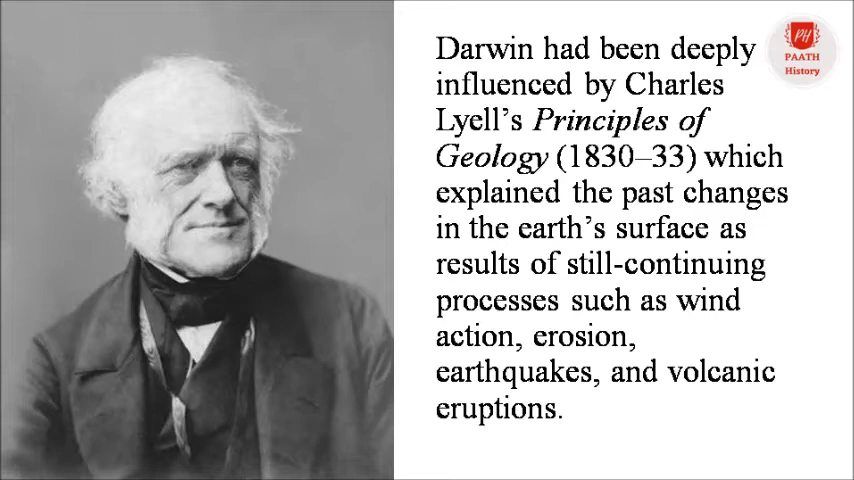 Darwin had been deeply
influenced by Charles
Lyell’s Principles of
Geology (1830–33) which
explained the past changes
in the earth’s surface as
results of still-continuing
processes such as wind
action, erosion,
earthquakes, and volcanic
eruptions.
PH
PAATH
History